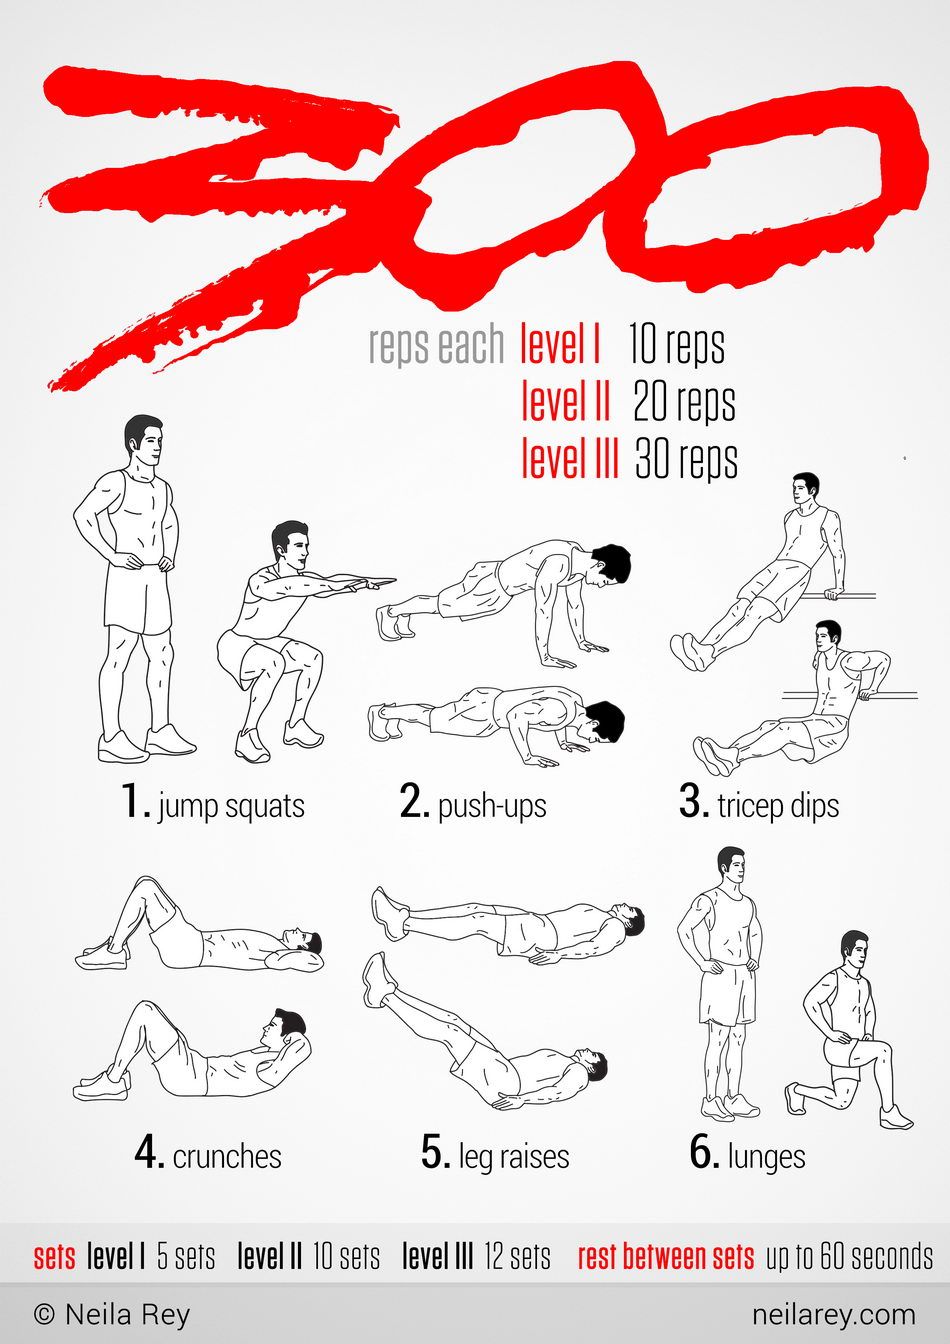 300
reps each level I 10 reps
level II 20 reps
level III 30 reps
1. jump squats
2. push-ups
3. tricep dips
4. crunches
5. leg raises
6. lunges
sets level I 5 sets level II 10 sets level III 12 sets rest between sets up to 60 seconds
© Neila Rey
neilarey.com